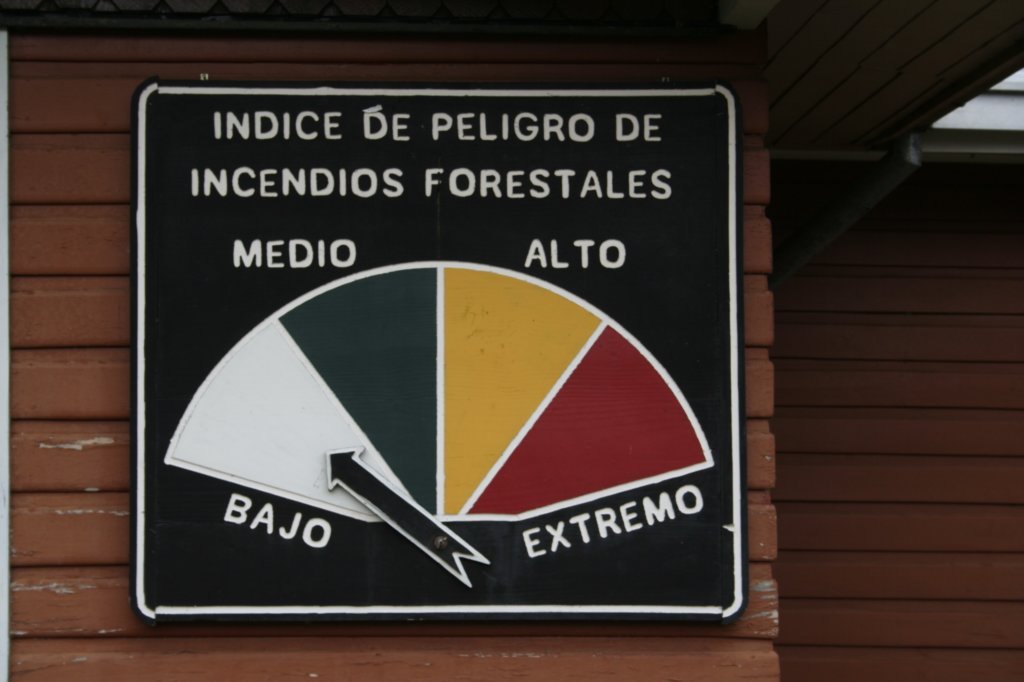 INDICE DE PELIGRO DE
INCENDIOS FORESTALES
MEDIO ALTO
BAJO EXTREMO